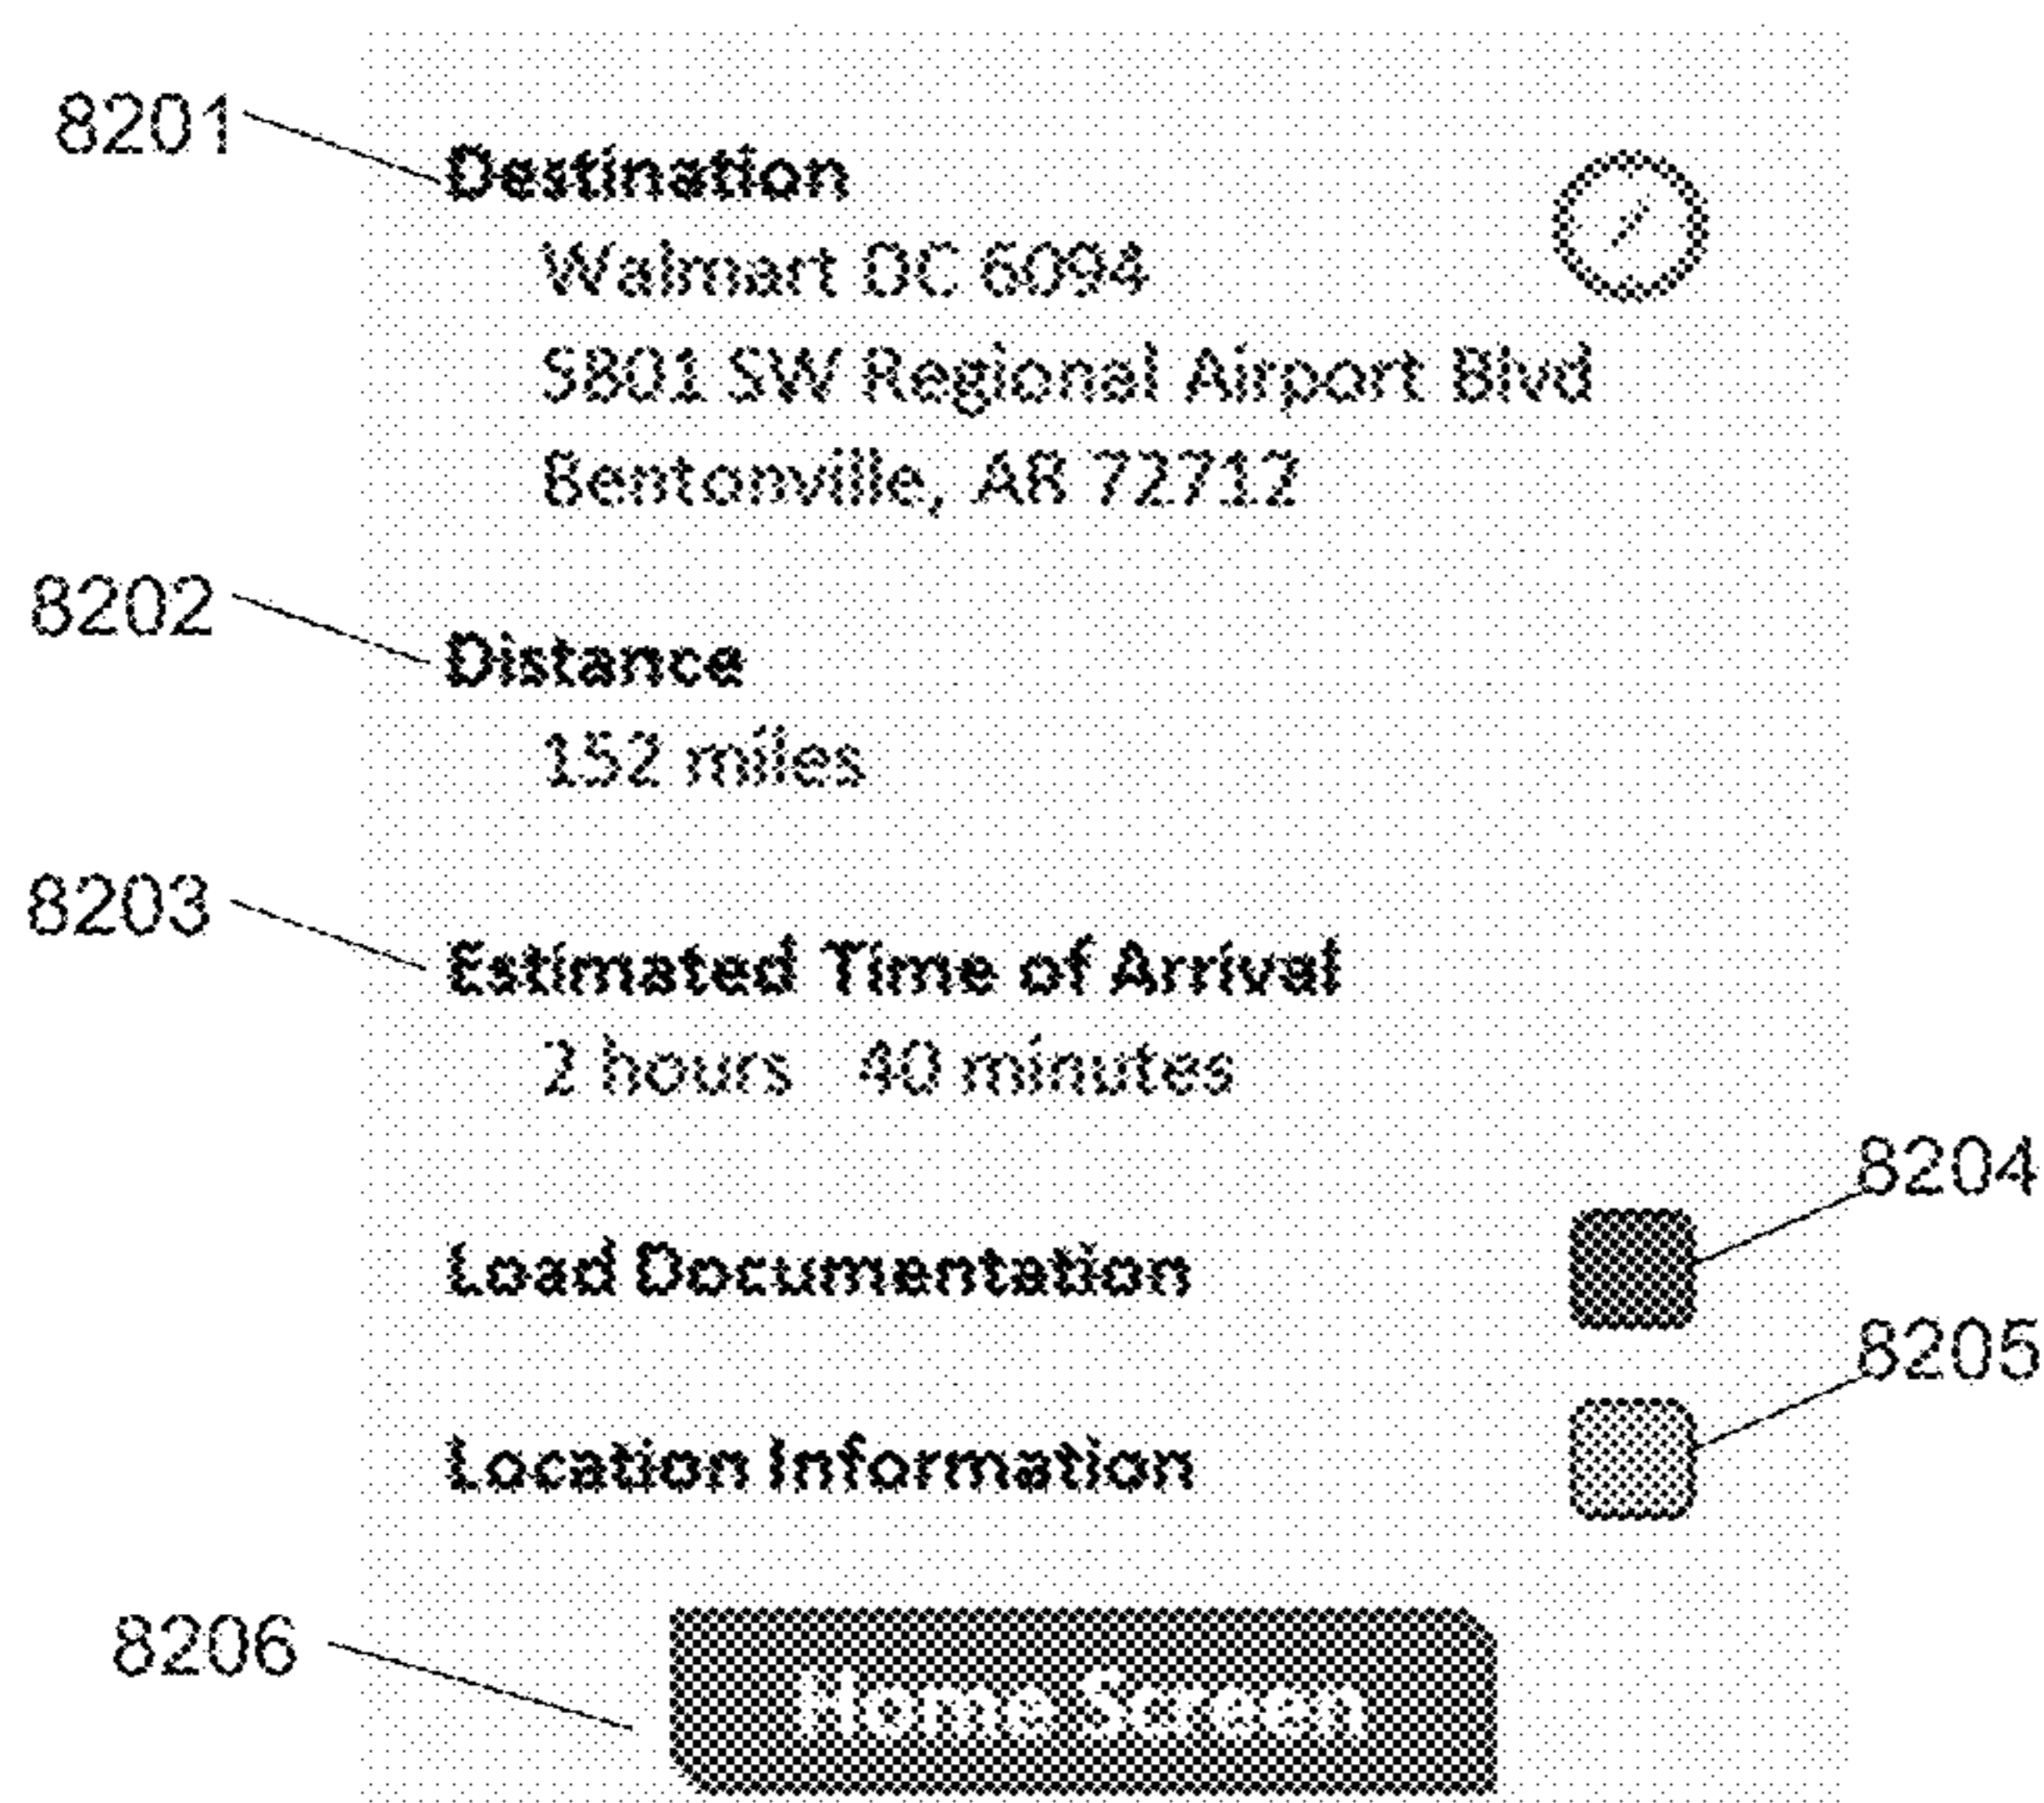 8201
Destination
Walmart DC 6094
5801 SW Regional Airport Blvd
Bentonville, AR 72712
8202
Distance
152 miles
8203
Estimated Time of Arrival
2 hours 40 minutes
8204
Load Documentation
8205
Location Information
8206
Home Screen